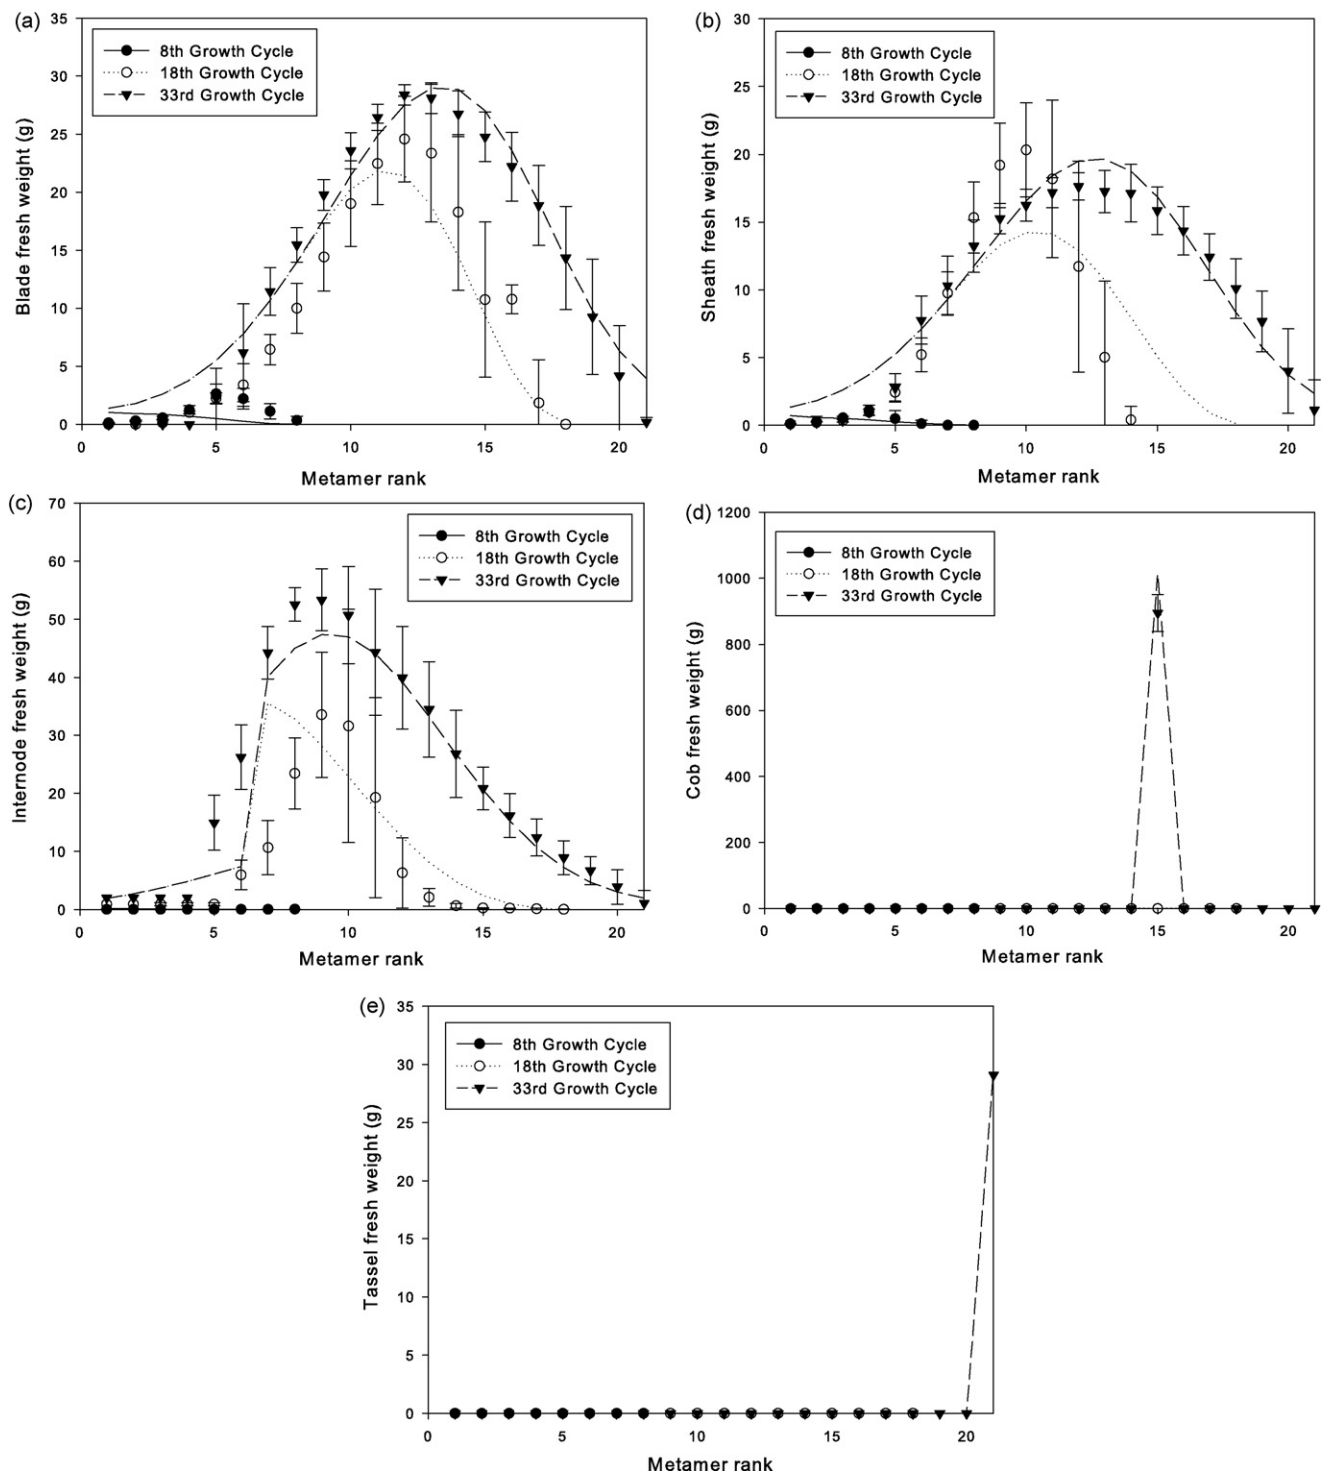 (a)
Blade fresh weight (g)
35
30
25
20
15
10
5
0
8th Growth Cycle
18th Growth Cycle
33rd Growth Cycle
0 5 10 15 20
Metamer rank
(b)
Sheath fresh weight (g)
30
25
20
15
10
5
0
8th Growth Cycle
18th Growth Cycle
33rd Growth Cycle
0 5 10 15 20
Metamer rank
(c)
Internode fresh weight (g)
70
60
50
40
30
20
10
0
8th Growth Cycle
18th Growth Cycle
33rd Growth Cycle
0 5 10 15 20
Metamer rank
(d)
Cob fresh weight (g)
1200
1000
800
600
400
200
0
8th Growth Cycle
18th Growth Cycle
33rd Growth Cycle
0 5 10 15 20
Metamer rank
(e)
Tassel fresh weight (g)
35
30
25
20
15
10
5
0
8th Growth Cycle
18th Growth Cycle
33rd Growth Cycle
0 5 10 15 20
Metamer rank